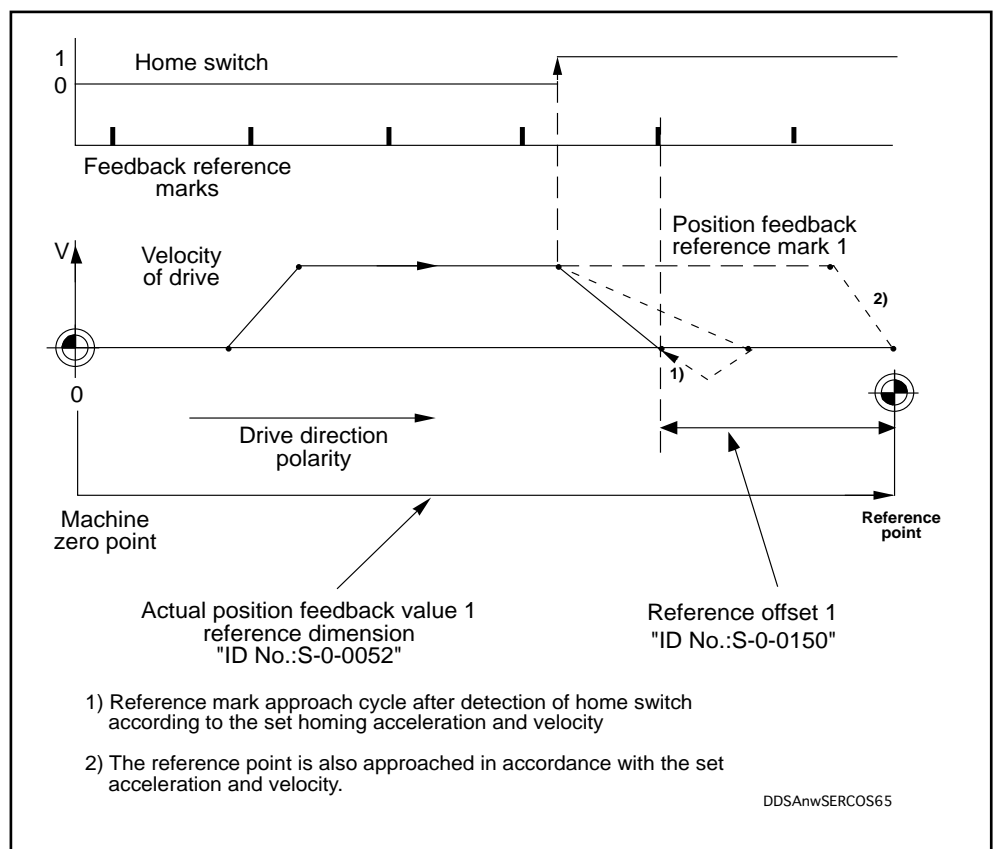 1
0
Home switch
Feedback reference
marks
V
Velocity
of drive
Position feedback
reference mark 1
2)
1)
0
Drive direction
polarity
Machine
zero point
Reference
point
Actual position feedback value 1
reference dimension
"ID No.:S-0-0052"
Reference offset 1
"ID No.:S-0-0150"
1) Reference mark approach cycle after detection of home switch
according to the set homing acceleration and velocity
2) The reference point is also approached in accordance with the set
acceleration and velocity.
DDSAnwSERCOS65